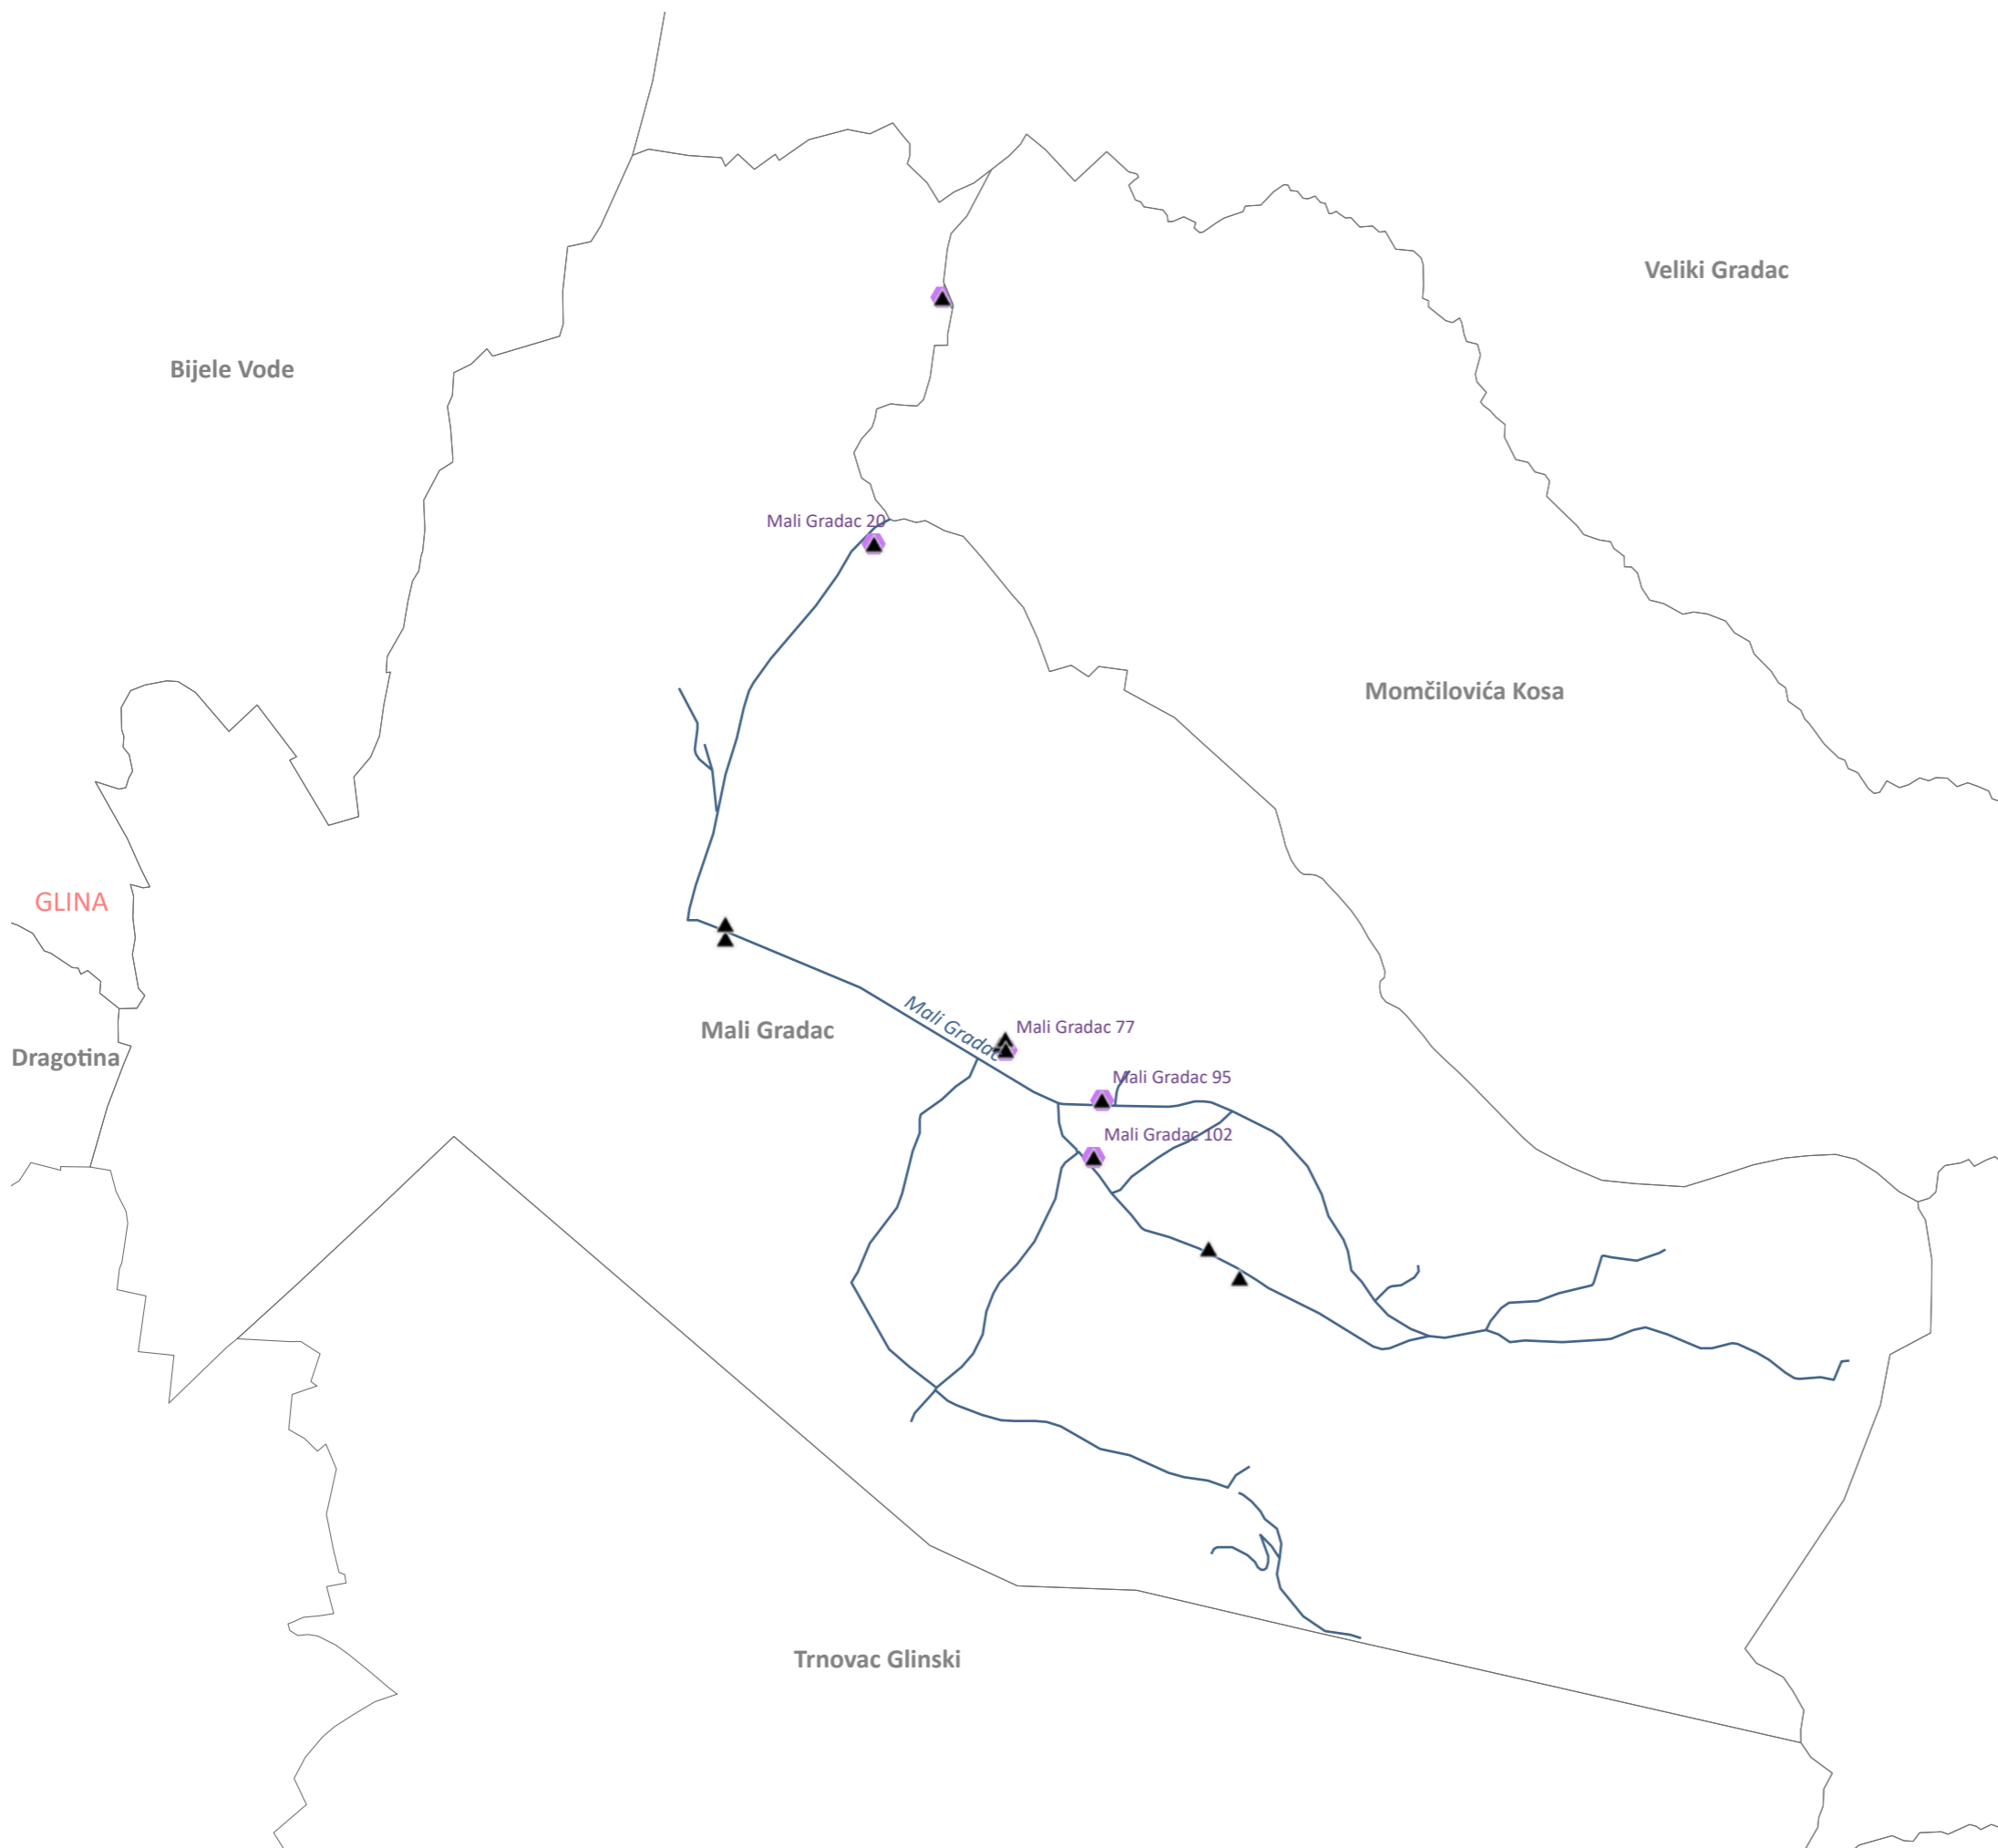 Veliki Gradac
Bijele Vode
Mali Gradac 20
Momčilovića Kosa
GLINA
Mali Gradac
Mali Gradac 77
Mali Gradac
Dragotina
Mali Gradac 95
Mali Gradac 102
Trnovac Glinski